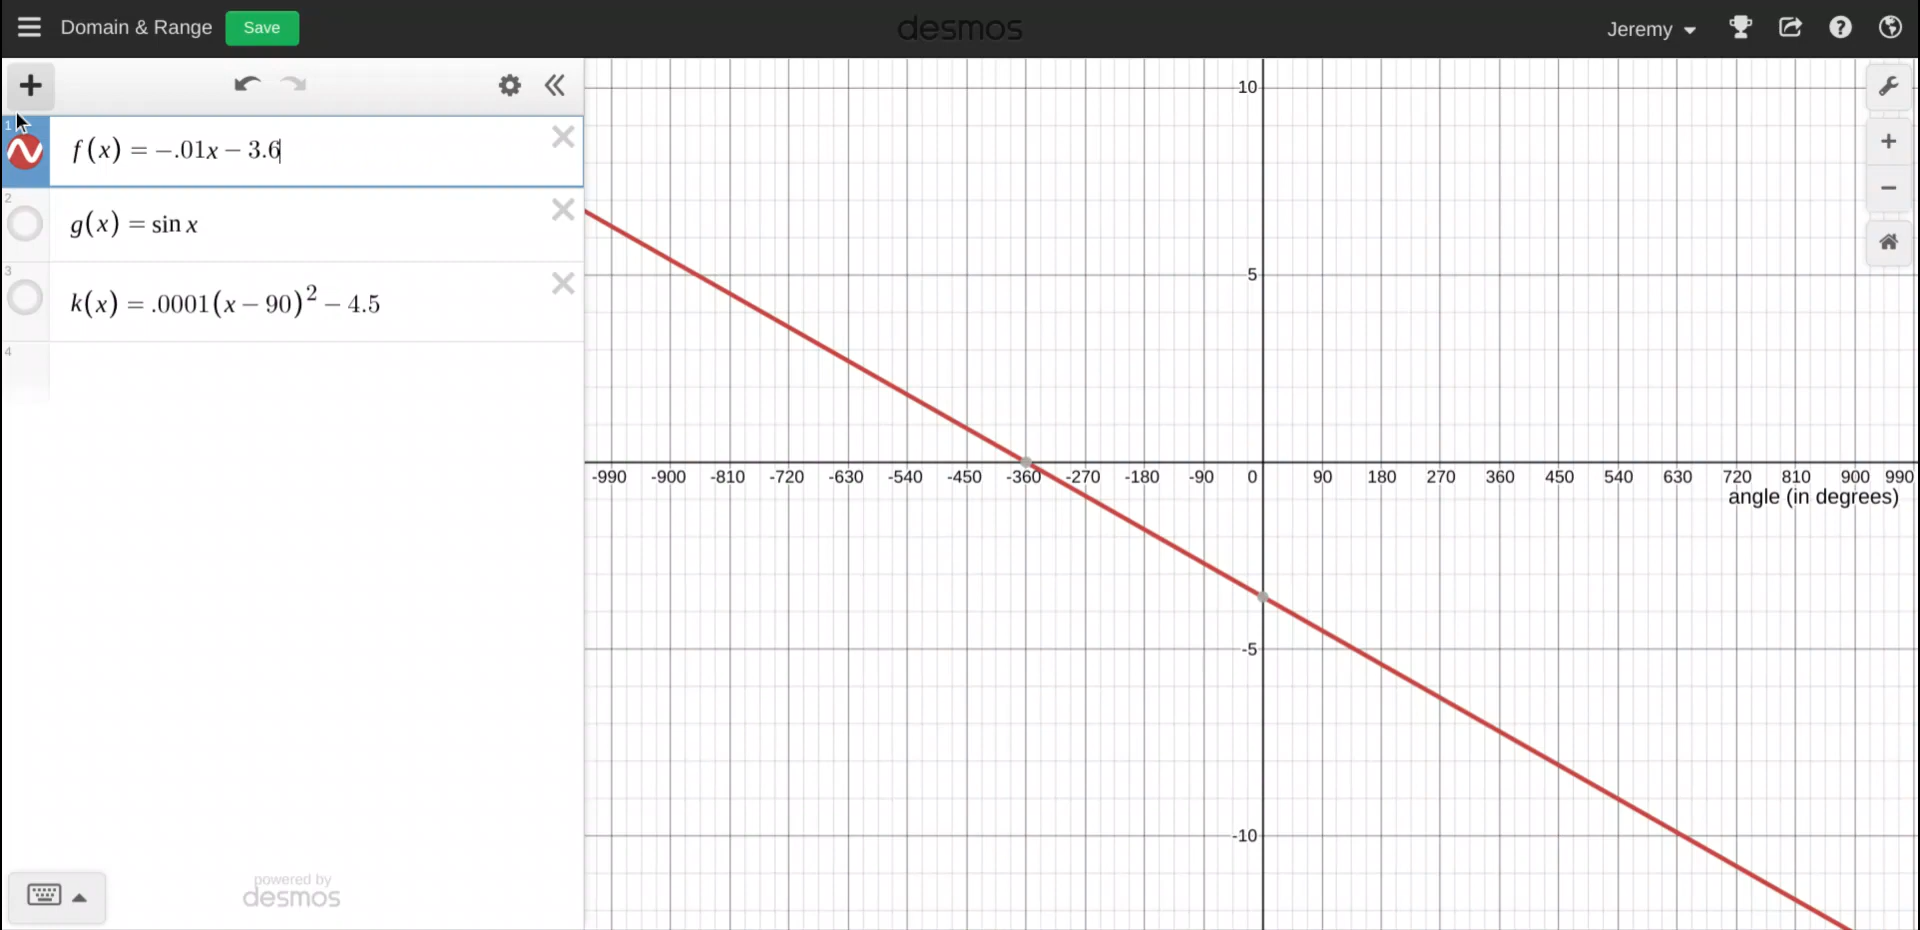 Domain & Range Save desmos Jeremy
1
f(x) = −.01x − 3.6
2
g(x) = sin x
3
k(x) = .0001(x − 90)² − 4.5
4
10
5
-990 -900 -810 -720 -630 -540 -450 -360 -270 -180 -90 0 90 180 270 360 450 540 630 720 810 900 990
angle (in degrees)
-5
-10
powered by
desmos